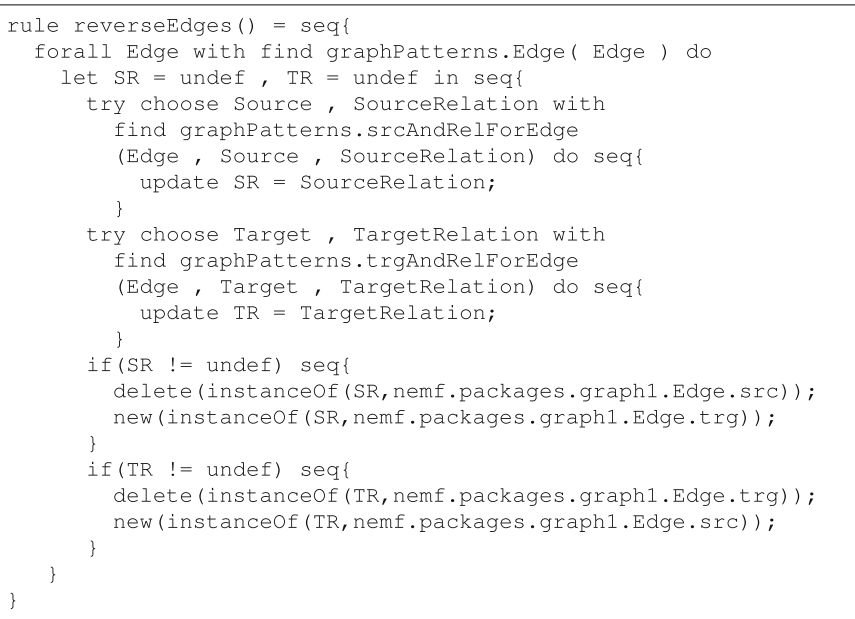 rule reverseEdges() = seq{
  forall Edge with find graphPatterns.Edge( Edge ) do
    let SR = undef , TR = undef in seq{
      try choose Source , SourceRelation with
        find graphPatterns.srcAndRelForEdge
        (Edge , Source , SourceRelation) do seq{
          update SR = SourceRelation;
        }
      try choose Target , TargetRelation with
        find graphPatterns.trgAndRelForEdge
        (Edge , Target , TargetRelation) do seq{
          update TR = TargetRelation;
        }
      if(SR != undef) seq{
        delete(instanceOf(SR,nemf.packages.graph1.Edge.src));
        new(instanceOf(SR,nemf.packages.graph1.Edge.trg));
      }
      if(TR != undef) seq{
        delete(instanceOf(TR,nemf.packages.graph1.Edge.trg));
        new(instanceOf(TR,nemf.packages.graph1.Edge.src));
      }
   }
}